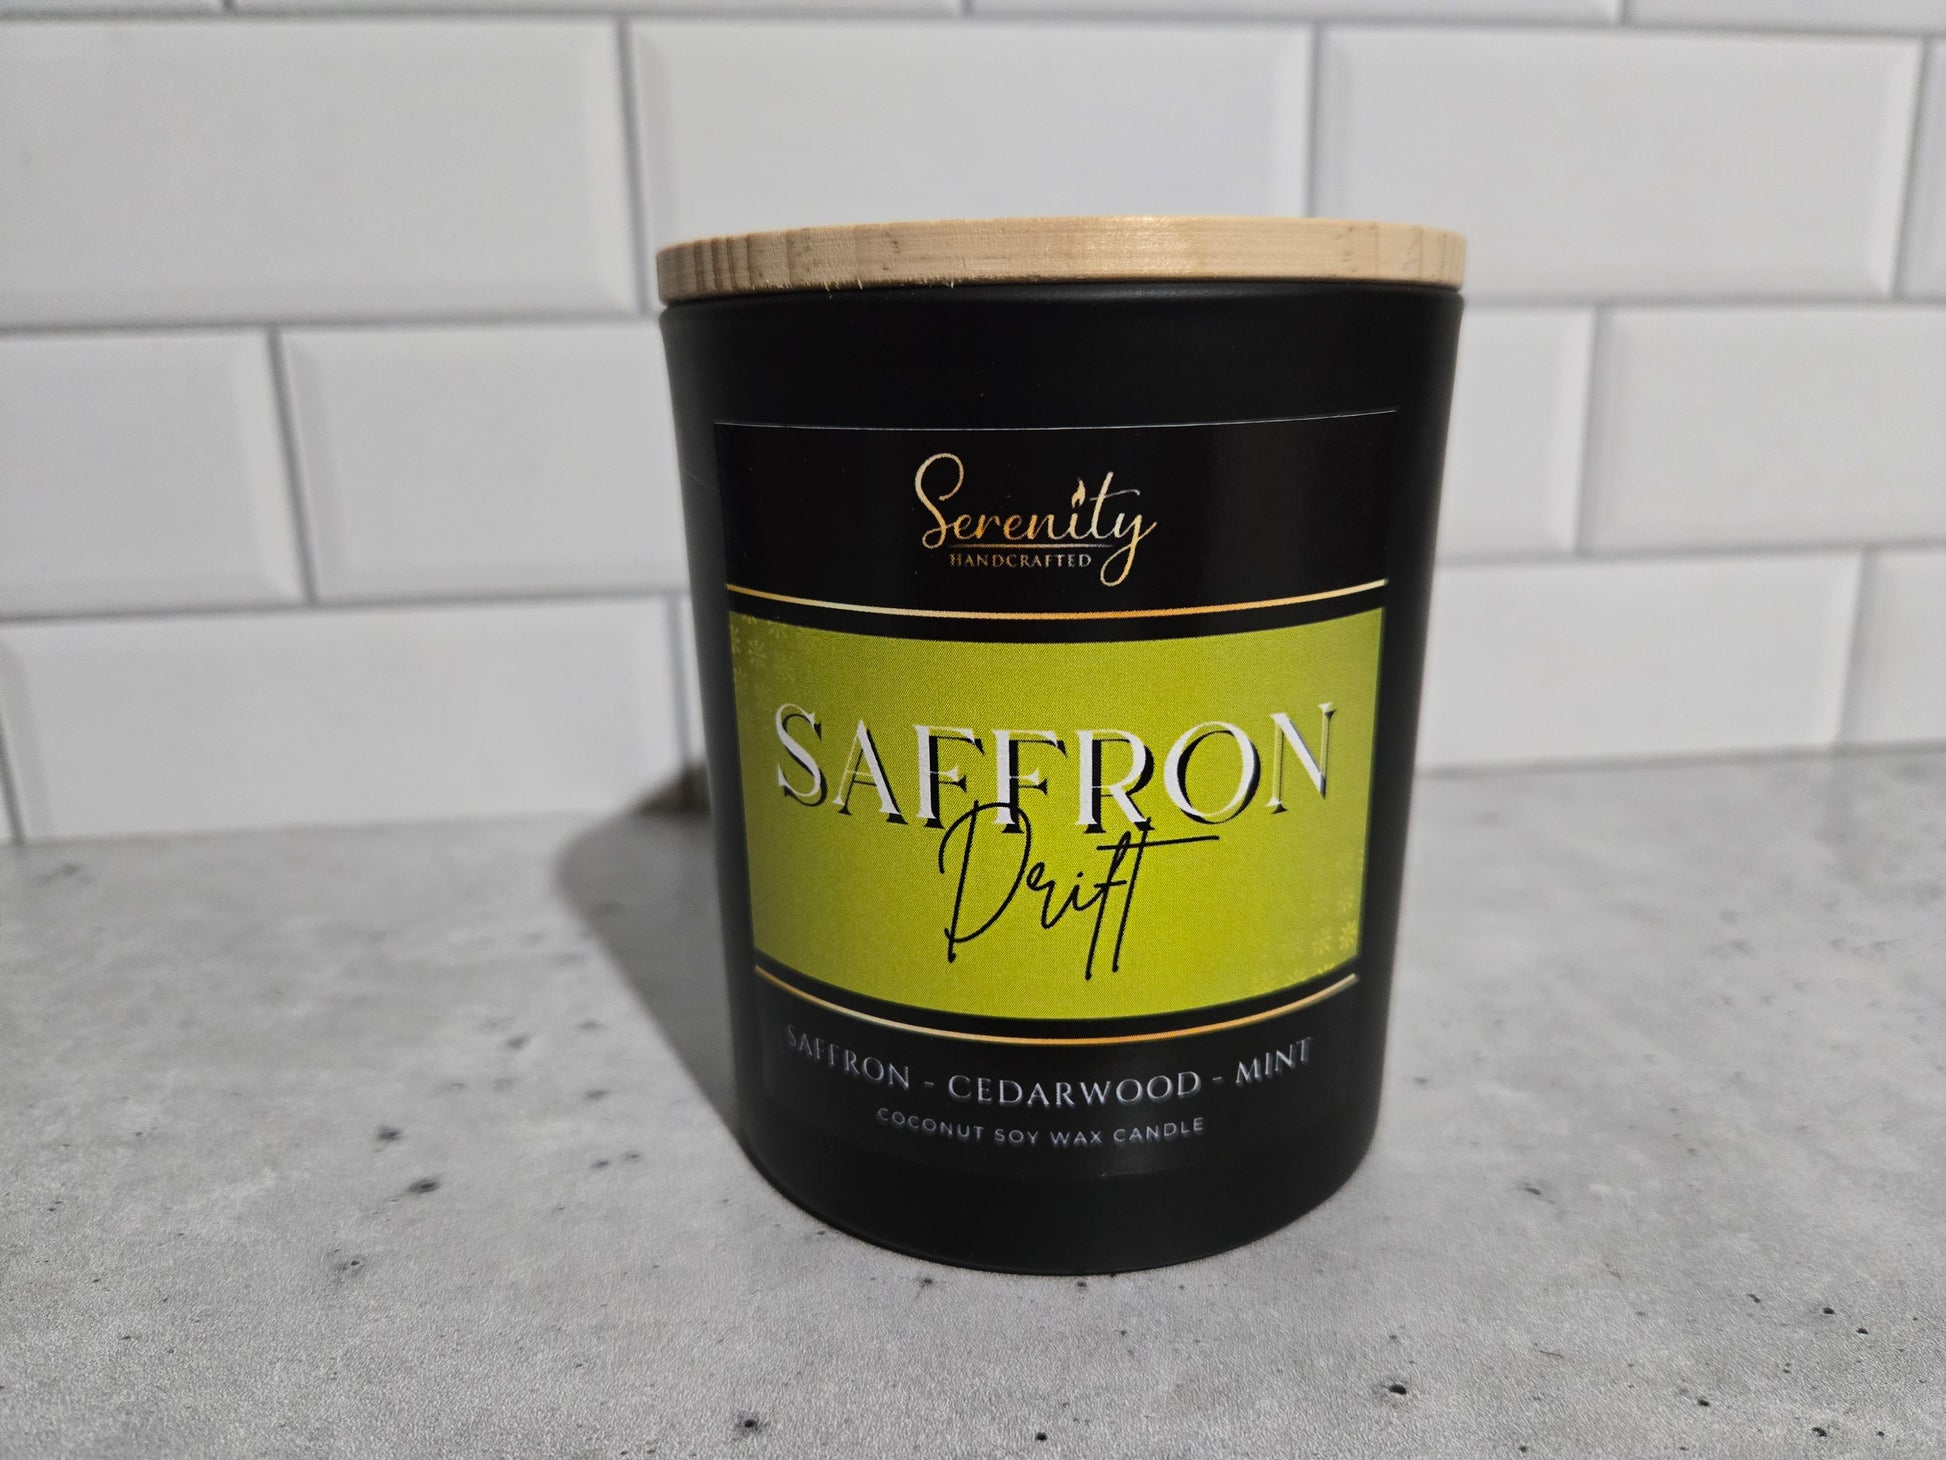 Serenity
HANDCRAFTED
SAFFRON
Drift
SAFFRON - CEDARWOOD - MINT
COCONUT SOY WAX CANDLE